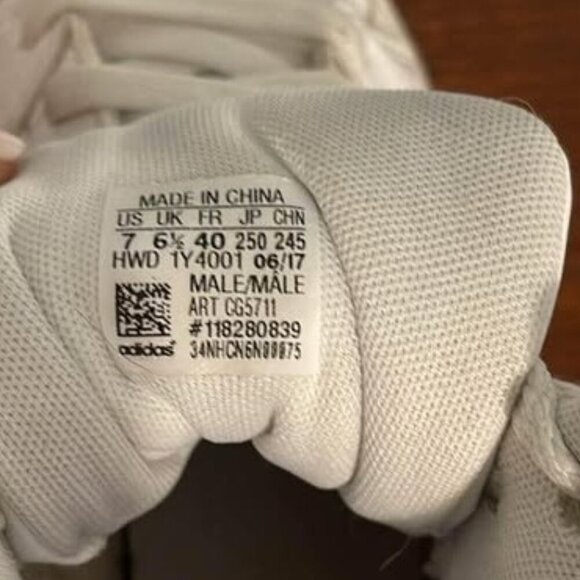 MADE IN CHINA
US UK FR JP CHN
7 6½ 40 250 245
HWD 1Y4001 06/17
MALE/MÂLE
ART CG5711
#118280839
adidas® 34NHCN6N00075